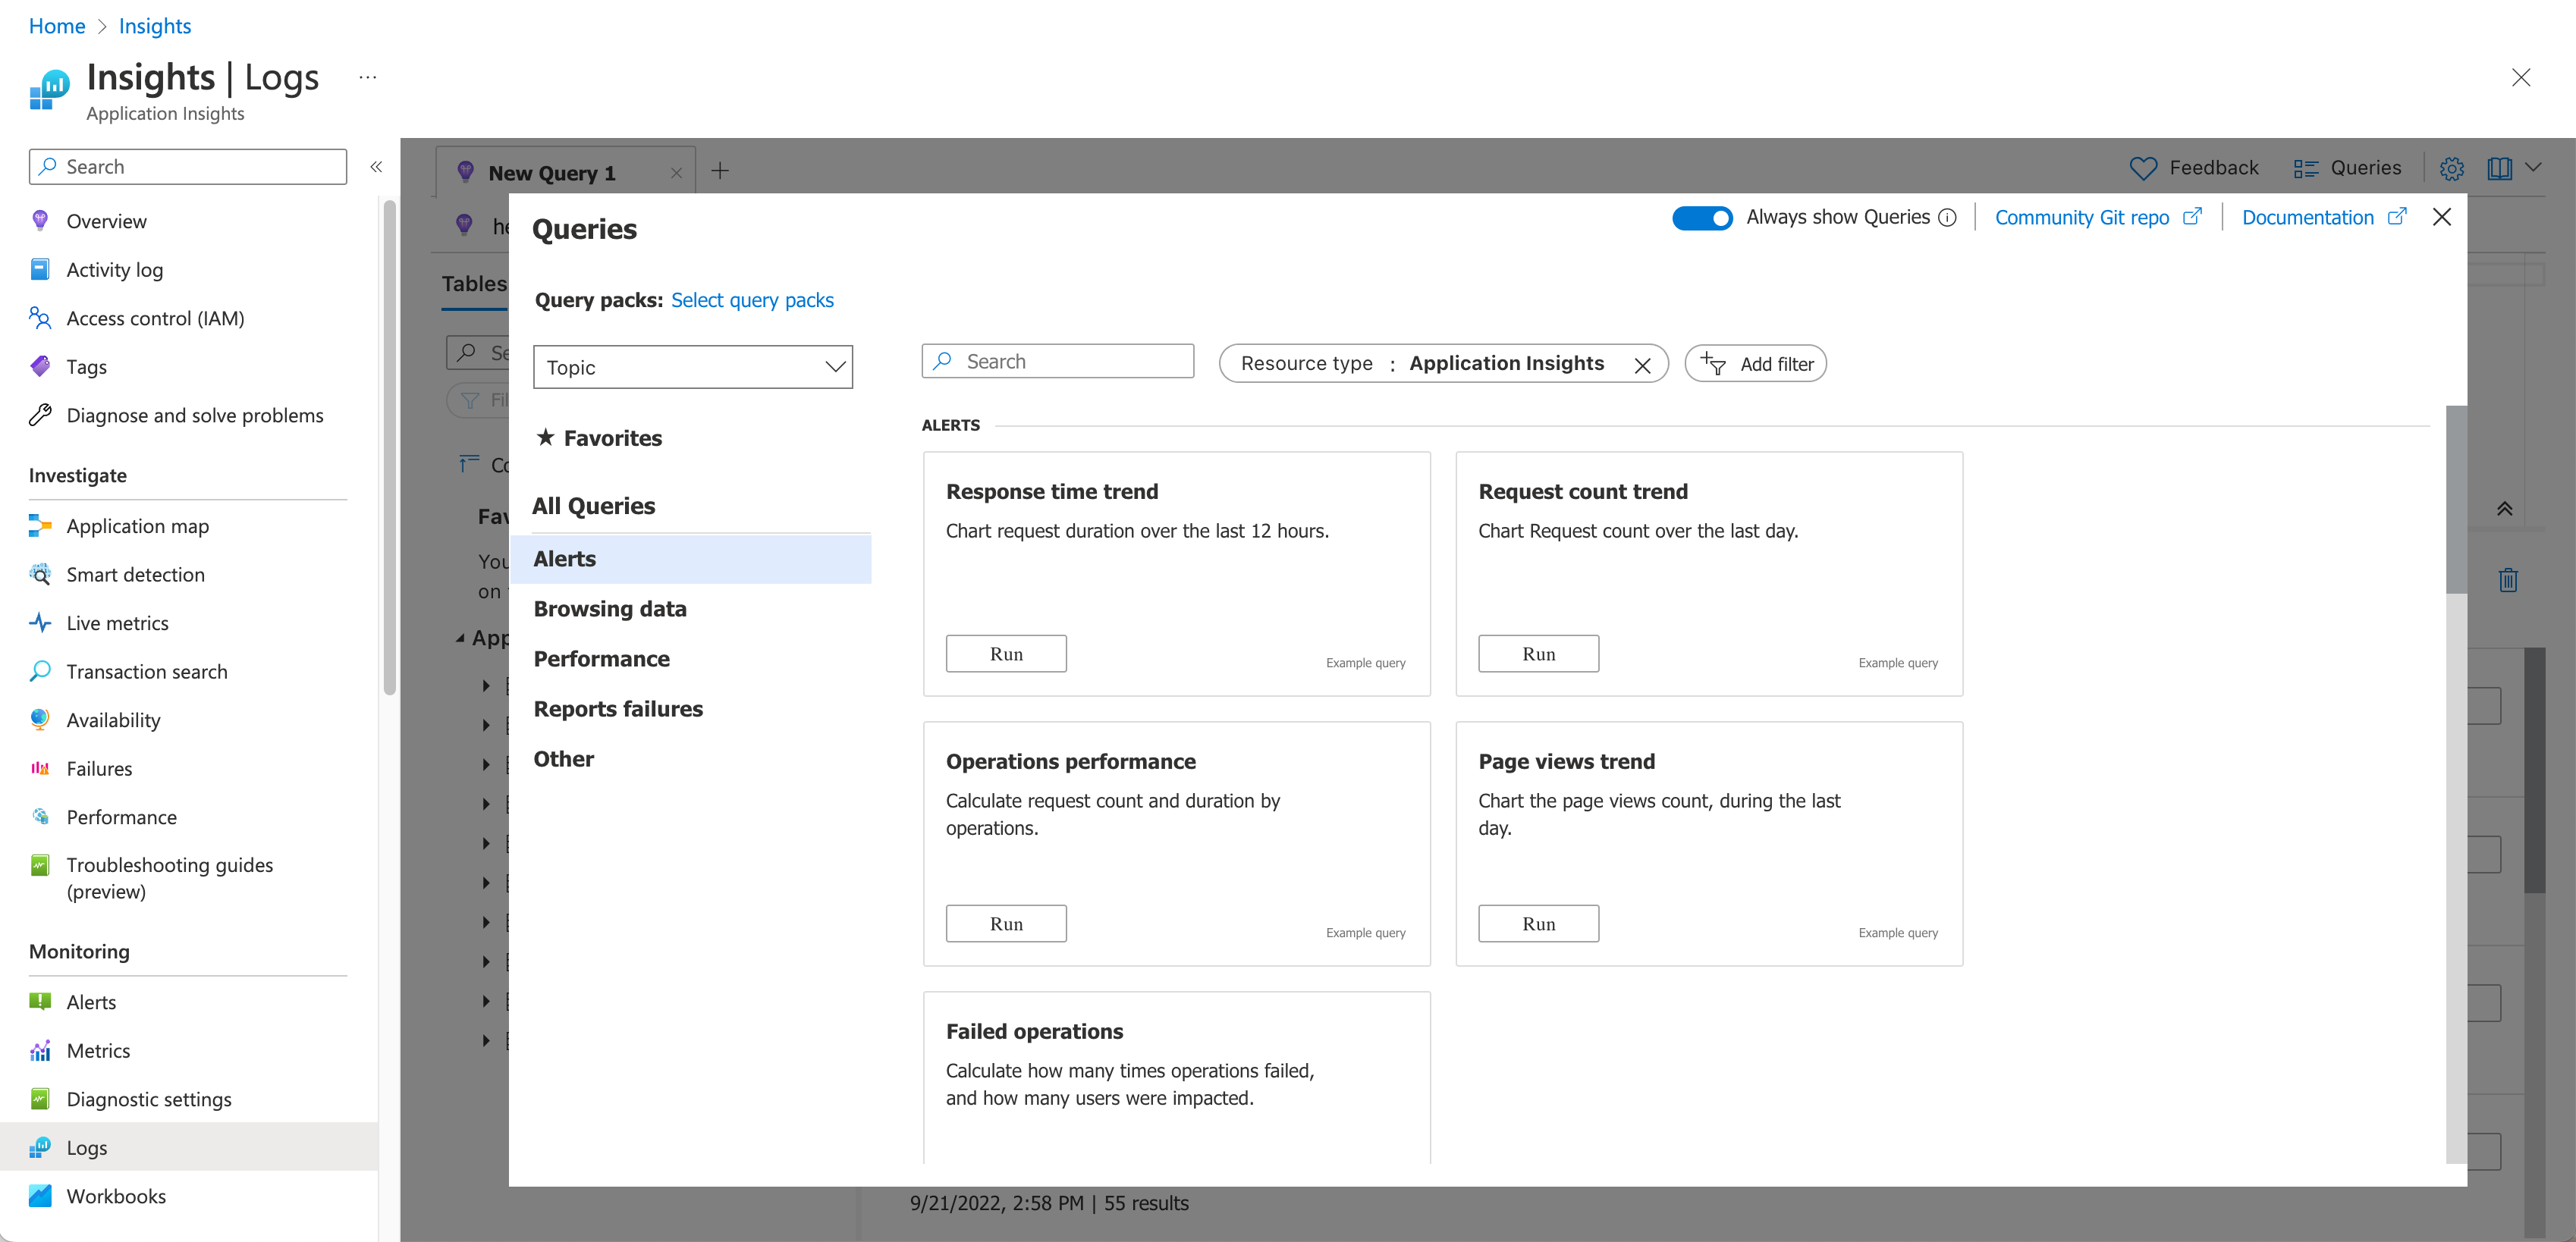 Home > Insights
Insights | Logs ...
Application Insights
Search
Overview
Activity log
Access control (IAM)
Tags
Diagnose and solve problems
Investigate
Application map
Smart detection
Live metrics
Transaction search
Availability
Failures
Performance
Troubleshooting guides
(preview)
Monitoring
Alerts
Metrics
Diagnostic settings
Logs
Workbooks
New Query 1
Feedback
Queries
Tables
Queries
Always show Queries
Community Git repo
Documentation
Query packs: Select query packs
Topic
Favorites
All Queries
Alerts
Browsing data
Performance
Reports failures
Other
Search
Resource type : Application Insights
Add filter
ALERTS
Response time trend
Chart request duration over the last 12 hours.
Run
Example query
Request count trend
Chart Request count over the last day.
Run
Example query
Operations performance
Calculate request count and duration by
operations.
Run
Example query
Page views trend
Chart the page views count, during the last
day.
Run
Example query
Failed operations
Calculate how many times operations failed,
and how many users were impacted.
9/21/2022, 2:58 PM | 55 results